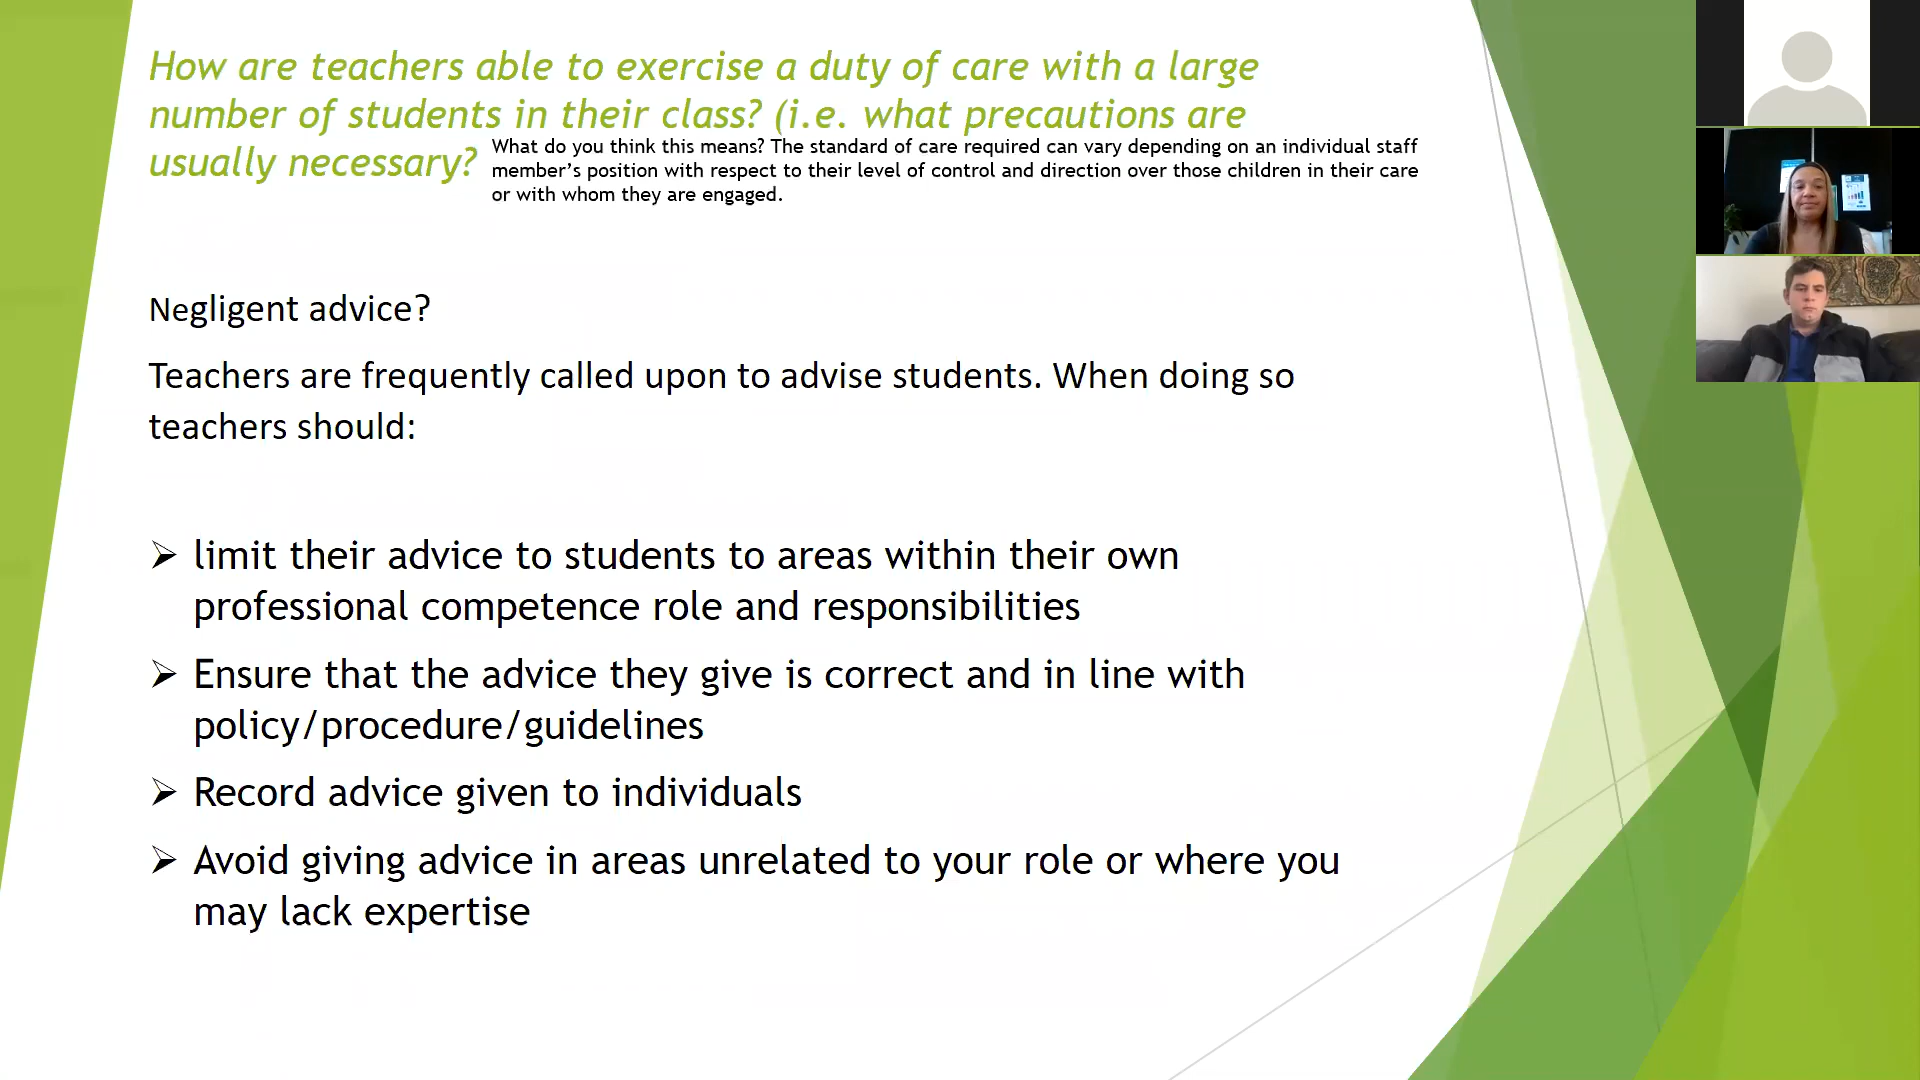 How are teachers able to exercise a duty of care with a large
number of students in their class? (i.e. what precautions are
usually necessary?
What do you think this means? The standard of care required can vary depending on an individual staff
member’s position with respect to their level of control and direction over those children in their care
or with whom they are engaged.
Negligent advice?
Teachers are frequently called upon to advise students. When doing so
teachers should:
➢ limit their advice to students to areas within their own
professional competence role and responsibilities
➢ Ensure that the advice they give is correct and in line with
policy/procedure/guidelines
➢ Record advice given to individuals
➢ Avoid giving advice in areas unrelated to your role or where you
may lack expertise